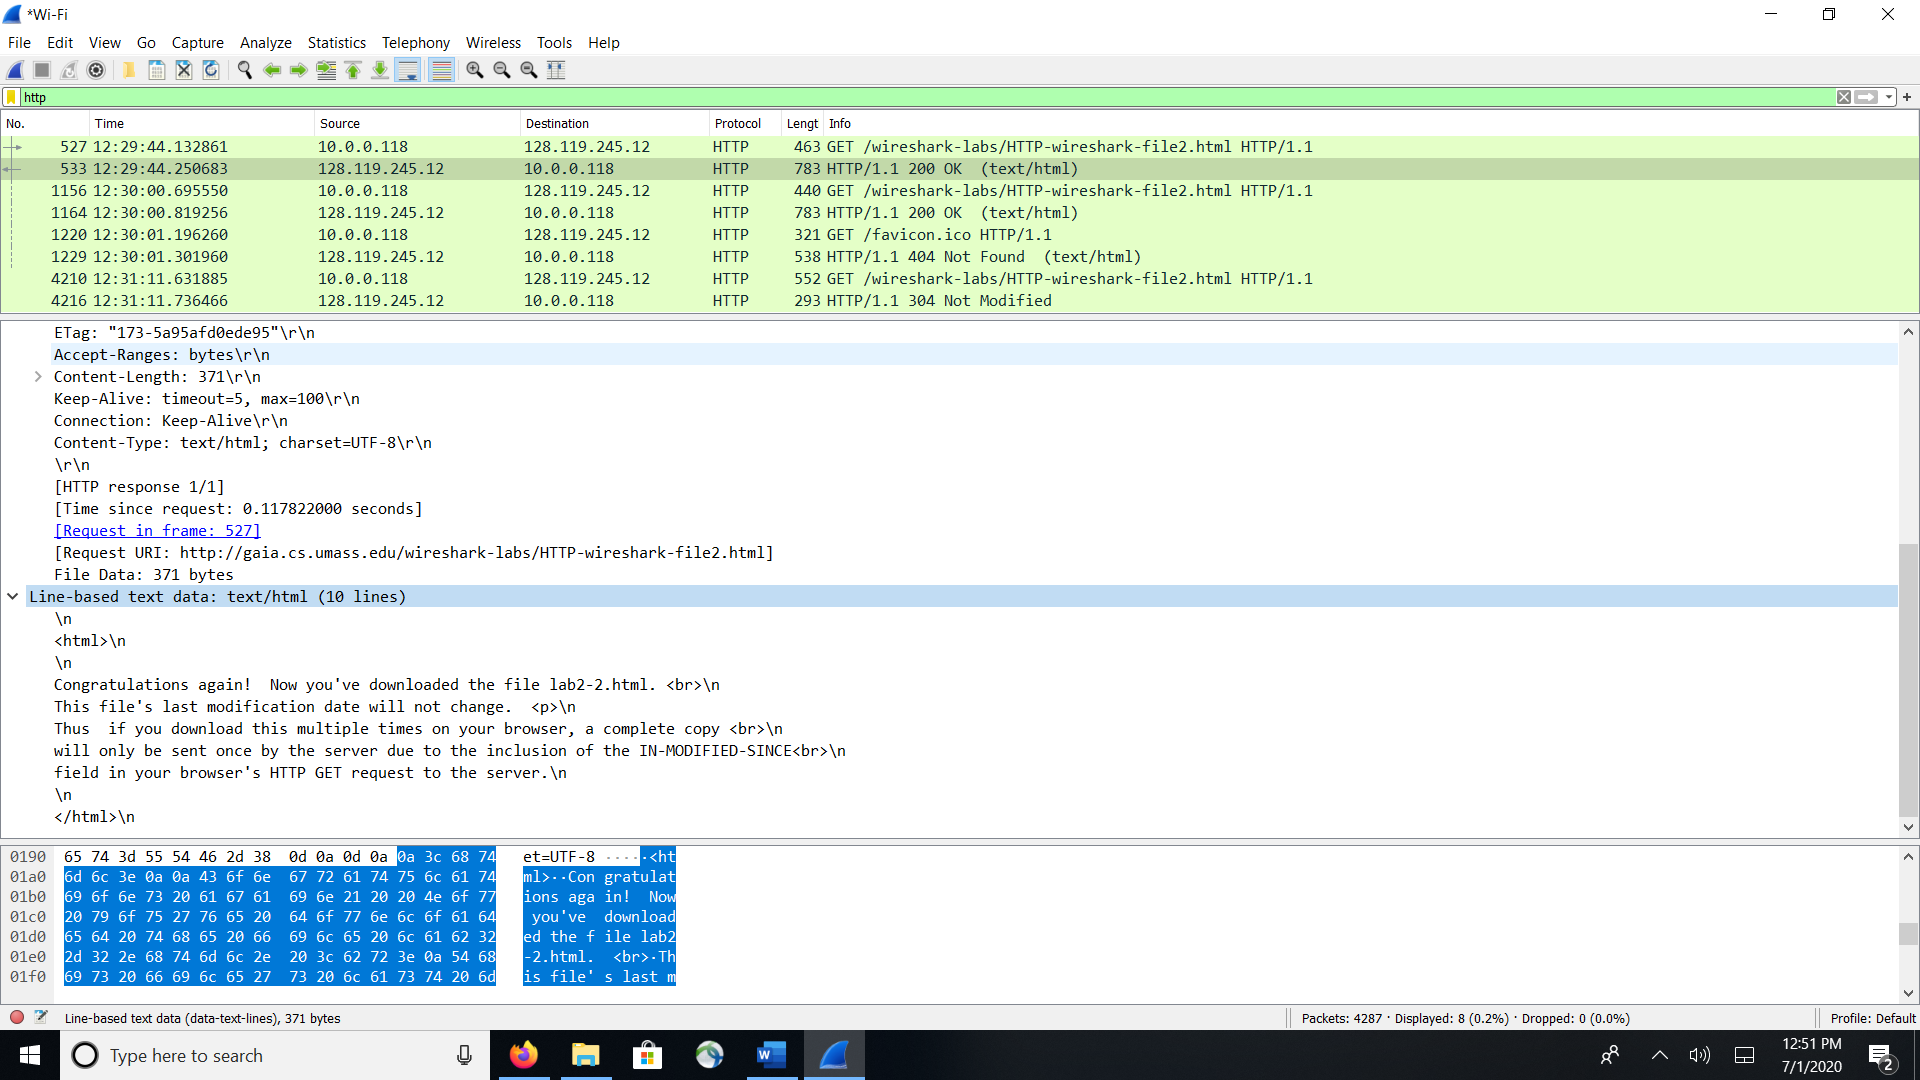 *Wi-Fi
File Edit View Go Capture Analyze Statistics Telephony Wireless Tools Help
http
No. Time Source Destination Protocol Lengt Info
527 12:29:44.132861 10.0.0.118 128.119.245.12 HTTP 463 GET /wireshark-labs/HTTP-wireshark-file2.html HTTP/1.1
533 12:29:44.250683 128.119.245.12 10.0.0.118 HTTP 783 HTTP/1.1 200 OK (text/html)
1156 12:30:00.695550 10.0.0.118 128.119.245.12 HTTP 440 GET /wireshark-labs/HTTP-wireshark-file2.html HTTP/1.1
1164 12:30:00.819256 128.119.245.12 10.0.0.118 HTTP 783 HTTP/1.1 200 OK (text/html)
1220 12:30:01.196260 10.0.0.118 128.119.245.12 HTTP 321 GET /favicon.ico HTTP/1.1
1229 12:30:01.301960 128.119.245.12 10.0.0.118 HTTP 538 HTTP/1.1 404 Not Found (text/html)
4210 12:31:11.631885 10.0.0.118 128.119.245.12 HTTP 552 GET /wireshark-labs/HTTP-wireshark-file2.html HTTP/1.1
4216 12:31:11.736466 128.119.245.12 10.0.0.118 HTTP 293 HTTP/1.1 304 Not Modified
ETag: "173-5a95afd0ede95"\r\n
Accept-Ranges: bytes\r\n
Content-Length: 371\r\n
Keep-Alive: timeout=5, max=100\r\n
Connection: Keep-Alive\r\n
Content-Type: text/html; charset=UTF-8\r\n
\r\n
[HTTP response 1/1]
[Time since request: 0.117822000 seconds]
[Request in frame: 527]
[Request URI: http://gaia.cs.umass.edu/wireshark-labs/HTTP-wireshark-file2.html]
File Data: 371 bytes
Line-based text data: text/html (10 lines)
\n
<html>\n
\n
Congratulations again!  Now you've downloaded the file lab2-2.html. <br>\n
This file's last modification date will not change.  <p>\n
Thus  if you download this multiple times on your browser, a complete copy <br>\n
will only be sent once by the server due to the inclusion of the IN-MODIFIED-SINCE<br>\n
field in your browser's HTTP GET request to the server.\n
\n
</html>\n
0190 65 74 3d 55 54 46 2d 38 0d 0a 0d 0a 0a 3c 68 74 et=UTF-8 ·····<ht
01a0 6d 6c 3e 0a 0a 43 6f 6e 67 72 61 74 75 6c 61 74 ml>··Con gratulat
01b0 69 6f 6e 73 20 61 67 61 69 6e 21 20 20 4e 6f 77 ions aga in!  Now
01c0 20 79 6f 75 27 76 65 20 64 6f 77 6e 6c 6f 61 64 you've download
01d0 65 64 20 74 68 65 20 66 69 6c 65 20 6c 61 62 32 ed the f ile lab2
01e0 2d 32 2e 68 74 6d 6c 2e 20 3c 62 72 3e 0a 54 68 -2.html. <br>·Th
01f0 69 73 20 66 69 6c 65 27 73 20 6c 61 73 74 20 6d is file' s last m
Line-based text data (data-text-lines), 371 bytes Packets: 4287 · Displayed: 8 (0.2%) · Dropped: 0 (0.0%) Profile: Default
Type here to search
12:51 PM
7/1/2020
2